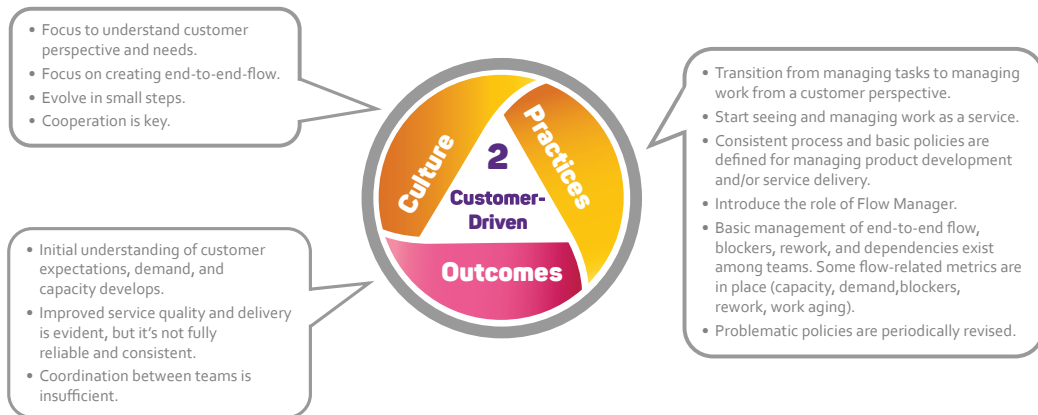 • Focus to understand customer
perspective and needs.
• Focus on creating end-to-end-flow.
• Evolve in small steps.
• Cooperation is key.
Culture
Practices
2
Customer-
Driven
Outcomes
• Transition from managing tasks to managing
work from a customer perspective.
• Start seeing and managing work as a service.
• Consistent process and basic policies are
defined for managing product development
and/or service delivery.
• Introduce the role of Flow Manager.
• Basic management of end-to-end flow,
blockers, rework, and dependencies exist
among teams. Some flow-related metrics are
in place (capacity, demand,blockers,
rework, work aging).
• Problematic policies are periodically revised.
• Initial understanding of customer
expectations, demand, and
capacity develops.
• Improved service quality and delivery
is evident, but it's not fully
reliable and consistent.
• Coordination between teams is
insufficient.